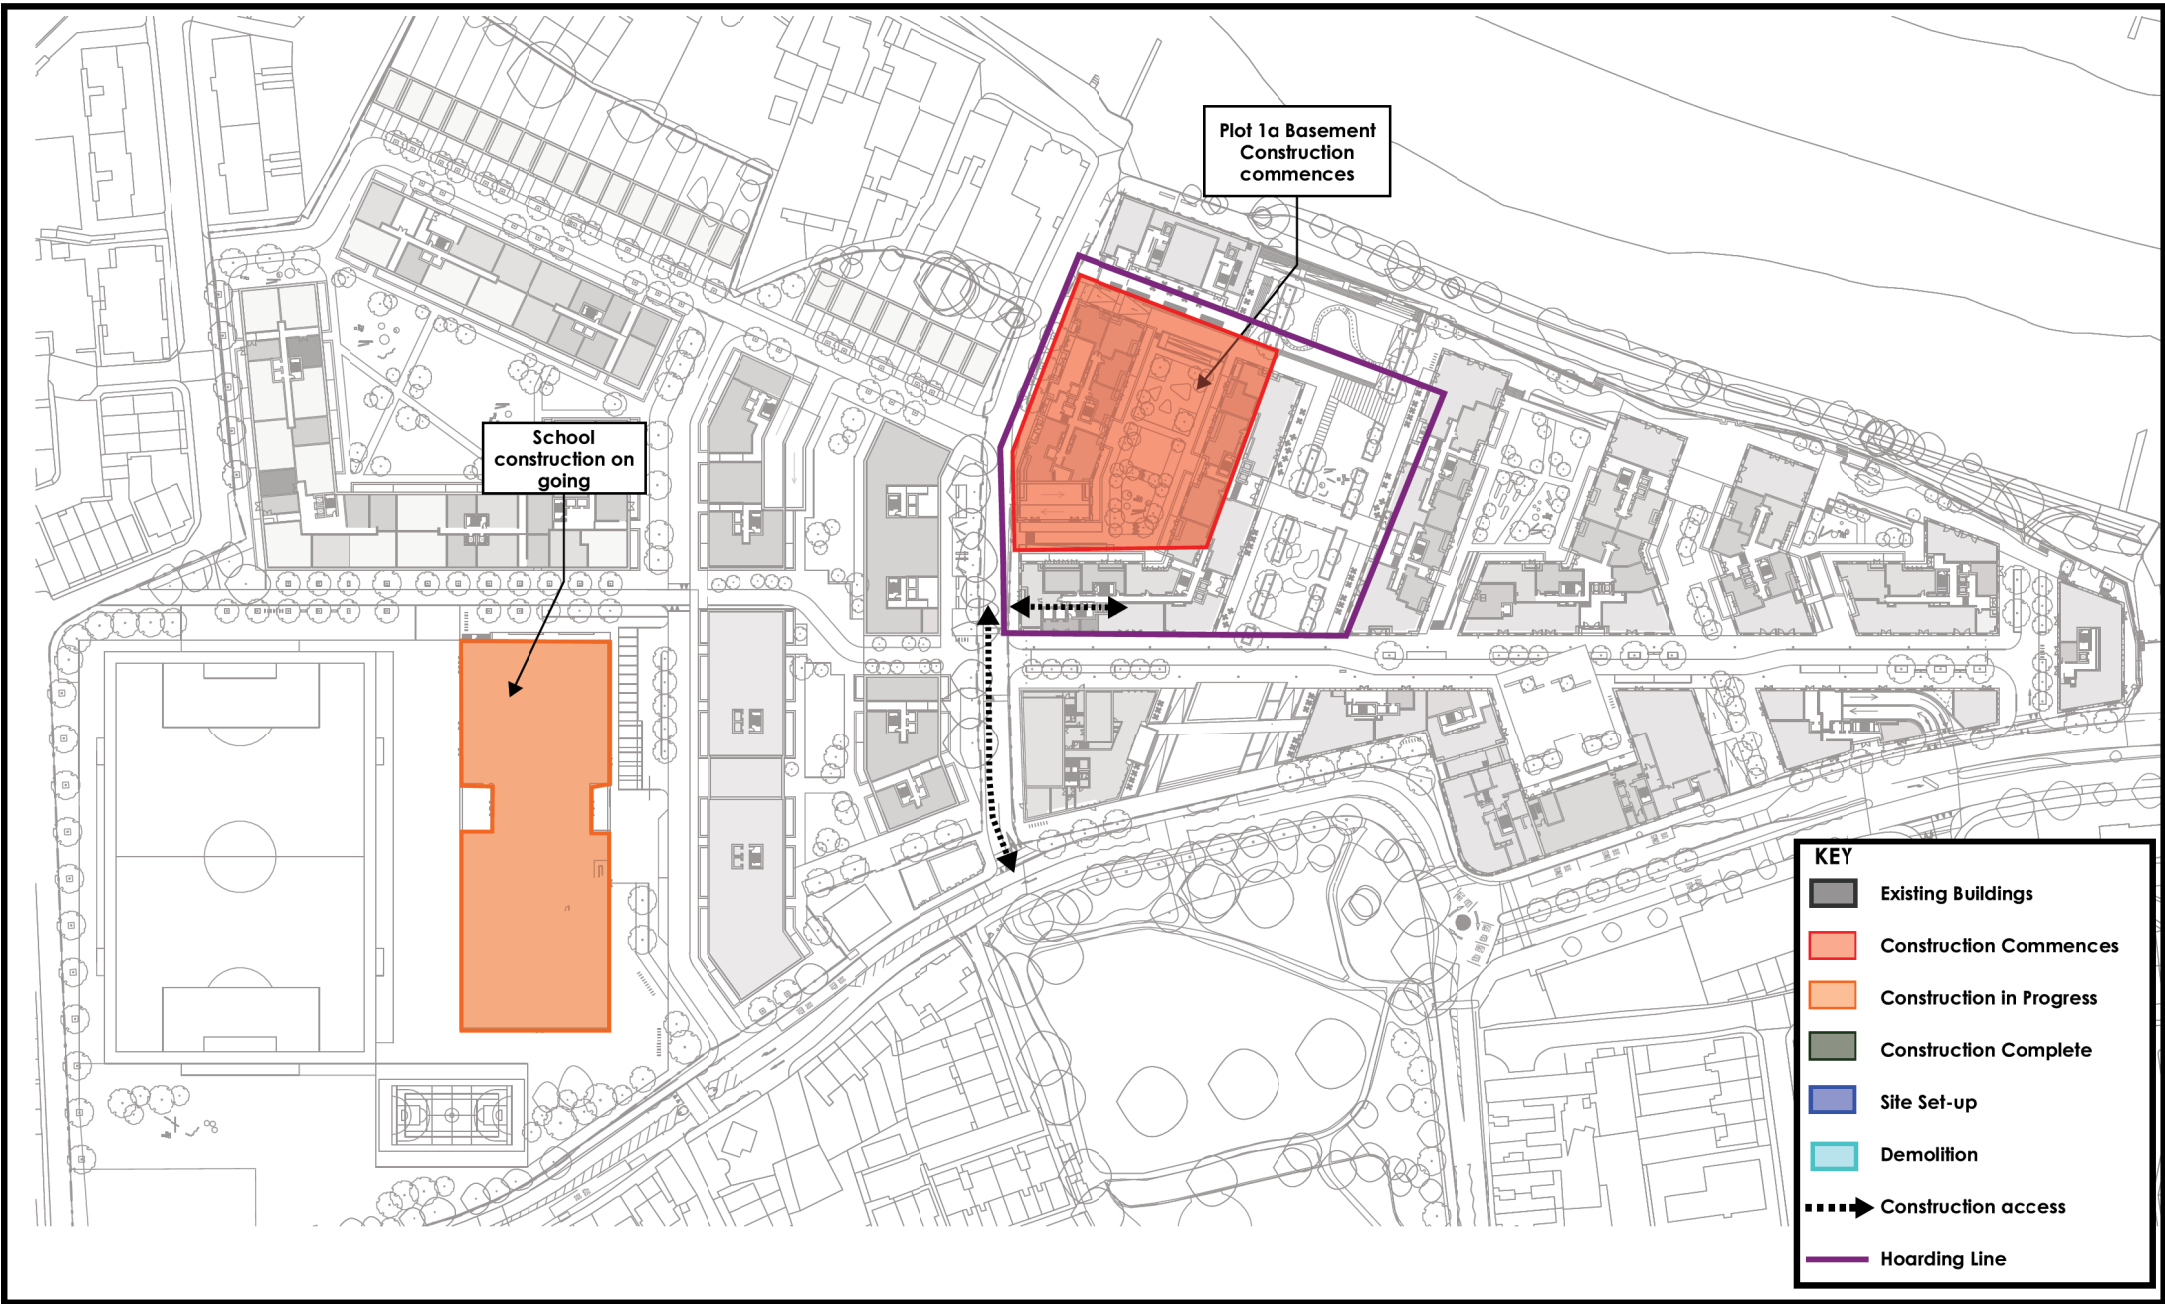 Plot 1a Basement
Construction
commences
School
construction on
going
KEY
Existing Buildings
Construction Commences
Construction in Progress
Construction Complete
Site Set-up
Demolition
Construction access
Hoarding Line